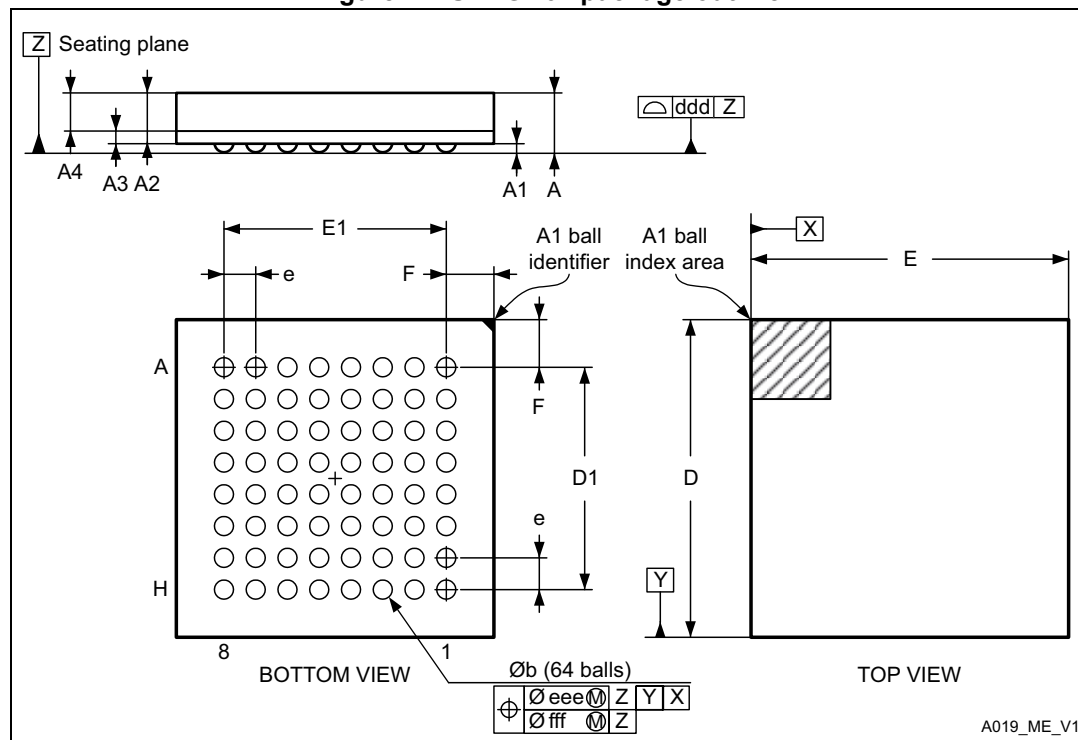 Z Seating plane
ddd Z
A4
A3 A2
A1 A
E1
A1 ball identifier
A1 ball index area
X
e
F
E
A
F
D1
D
e
Y
H
8
1
BOTTOM VIEW
Øb (64 balls)
TOP VIEW
Ø eee Ⓜ Z Y X
Ø fff Ⓜ Z
A019_ME_V1